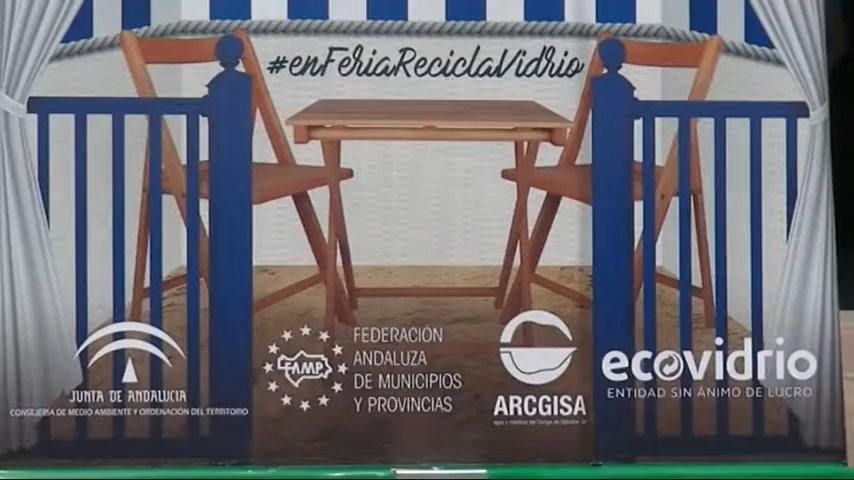 #enFeriaReciclaVidrio
JUNTA DE ANDALUCIA
CONSEJERIA DE MEDIO AMBIENTE Y ORDENACIÓN DEL TERRITORIO
FAMP
FEDERACIÓN
ANDALUZA
DE MUNICIPIOS
Y PROVINCIAS
ARCGISA
ecovidrio
ENTIDAD SIN ÁNIMO DE LUCRO